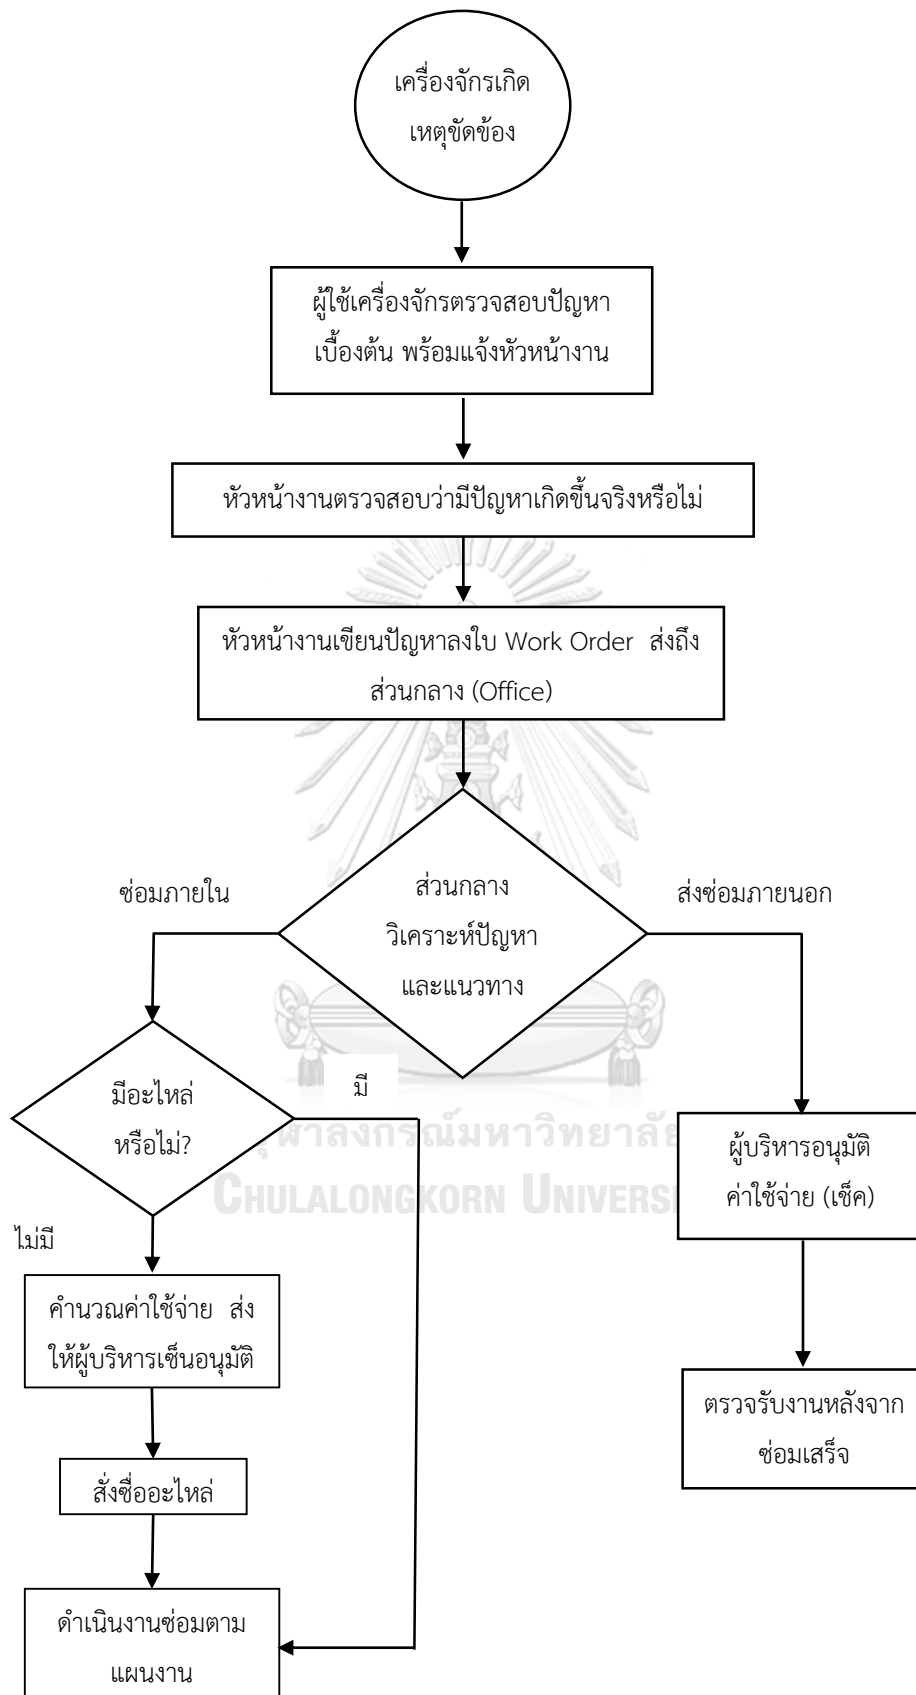 เครื่องจักรเกิด
เหตุขัดข้อง
ผู้ใช้เครื่องจักรตรวจสอบปัญหา
เบื้องต้น พร้อมแจ้งหัวหน้างาน
หัวหน้างานตรวจสอบว่ามีปัญหาเกิดขึ้นจริงหรือไม่
หัวหน้างานเขียนปัญหาลงใบ Work Order ส่งถึง
ส่วนกลาง (Office)
ซ่อมภายใน
ส่วนกลาง
วิเคราะห์ปัญหา
และแนวทาง
ส่งซ่อมภายนอก
มีอะไหล่
หรือไม่?
มี
ฬาลงกรณ์มหาวิทยาลัย
CHULALONGKORN UNIVERS
ผู้บริหารอนุมัติ
ค่าใช้จ่าย (เช็ค)
ไม่มี
คำนวณค่าใช้จ่าย ส่ง
ให้ผู้บริหารเซ็นอนุมัติ
ตรวจรับงานหลังจาก
ซ่อมเสร็จ
สั่งซื่ออะไหล่
ดำเนินงานซ่อมตาม
แผนงาน